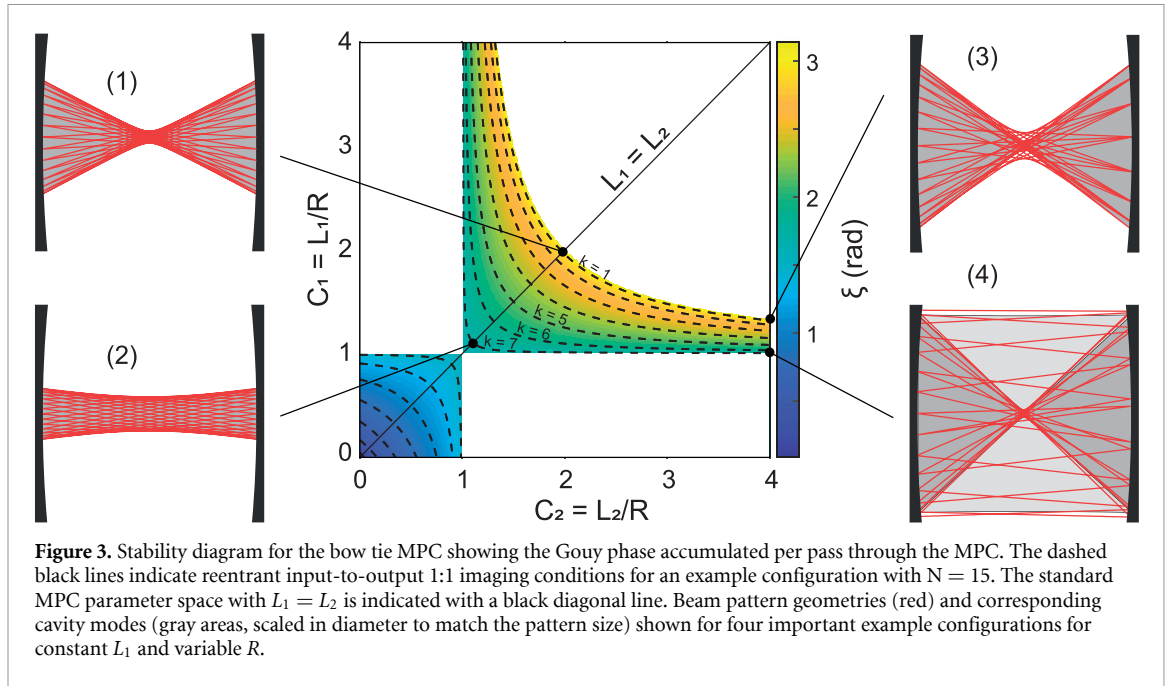 (1)
(2)
4
3
2
1
0
C₁ = L₁/R
0
1
2
3
4
C₂ = L₂/R
L₁ = L₂
k = 1
k = 5
k = 6
k = 7
3
2
1
ξ (rad)
(3)
(4)
Figure 3. Stability diagram for the bow tie MPC showing the Gouy phase accumulated per pass through the MPC. The dashed
black lines indicate reentrant input-to-output 1:1 imaging conditions for an example configuration with N = 15. The standard
MPC parameter space with L₁ = L₂ is indicated with a black diagonal line. Beam pattern geometries (red) and corresponding
cavity modes (gray areas, scaled in diameter to match the pattern size) shown for four important example configurations for
constant L₁ and variable R.